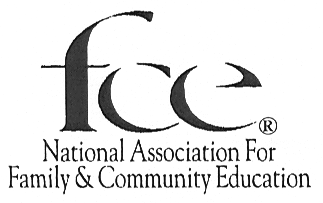 fce®
National Association For
Family & Community Education